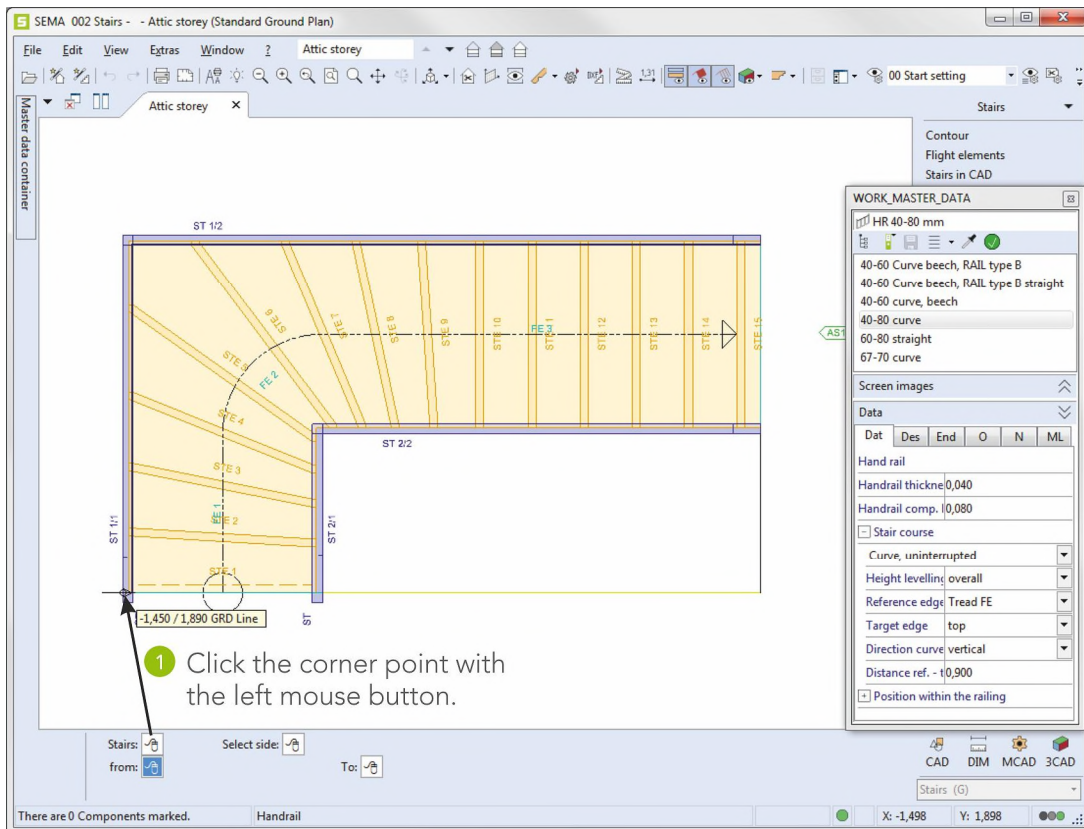 SEMA 002 Stairs - - Attic storey (Standard Ground Plan)
File Edit View Extras Window ? Attic storey
00 Start setting
Master data container
Attic storey ×
Stairs
Contour
Flight elements
Stairs in CAD
WORK_MASTER_DATA
HR 40-80 mm
40-60 Curve beech, RAIL type B
40-60 Curve beech, RAIL type B straight
40-60 curve, beech
40-80 curve
60-80 straight
67-70 curve
Screen images
Data
Dat Des End O N ML
Hand rail
Handrail thickne 0,040
Handrail comp. 0,080
Stair course
Curve, uninterrupted
Height levelling overall
Reference edge Tread FE
Target edge top
Direction curve vertical
Distance ref. - t 0,900
Position within the railing
ST 1/2
STE 6
STE 7
STE 8
STE 9
STE 10
STE 11
STE 12
STE 13
STE 14
STE 15
FE 3
AS1
STE 5
FE 2
STE 4
ST 2/2
STE 3
STE 2
FE 1
ST 1/1
ST 2/1
STE 1
ST
-1,450 / 1,890 GRD Line
1 Click the corner point with
the left mouse button.
Stairs: Select side:
from: To:
CAD DIM MCAD 3CAD
Stairs (G)
There are 0 Components marked. Handrail X: -1,498 Y: 1,898